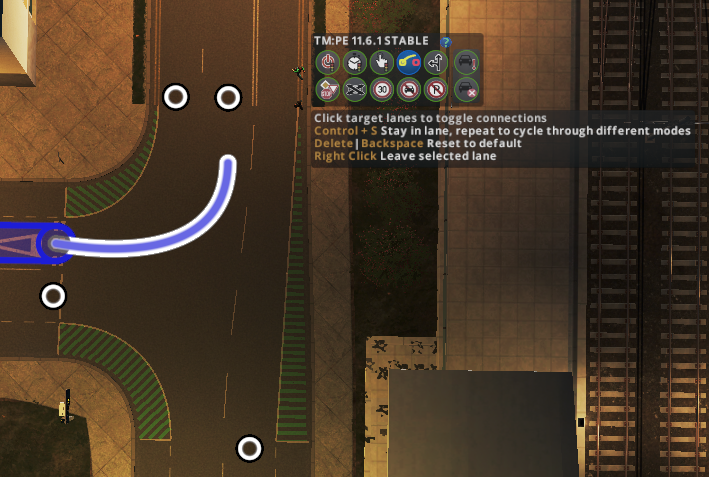 TM:PE 11.6.1 STABLE ?
30
Click target lanes to toggle connections
Control + S Stay in lane, repeat to cycle through different modes
Delete|Backspace Reset to default
Right Click Leave selected lane